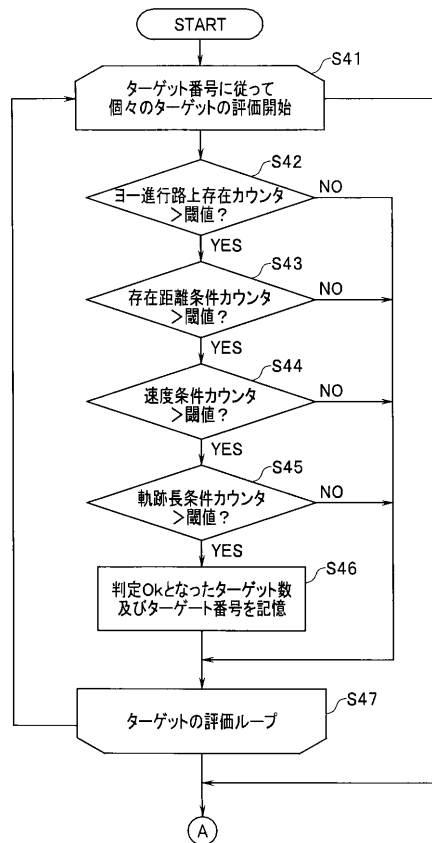 START
S41
ターゲット番号に従って
個々のターゲットの評価開始
S42
ヨー進行路上存在カウンタ
＞閾値？
NO
YES
S43
存在距離条件カウンタ
＞閾値？
NO
YES
S44
速度条件カウンタ
＞閾値？
NO
YES
S45
軌跡長条件カウンタ
＞閾値？
NO
YES
S46
判定Okとなったターゲット数
及びターゲート番号を記憶
S47
ターゲットの評価ループ
A